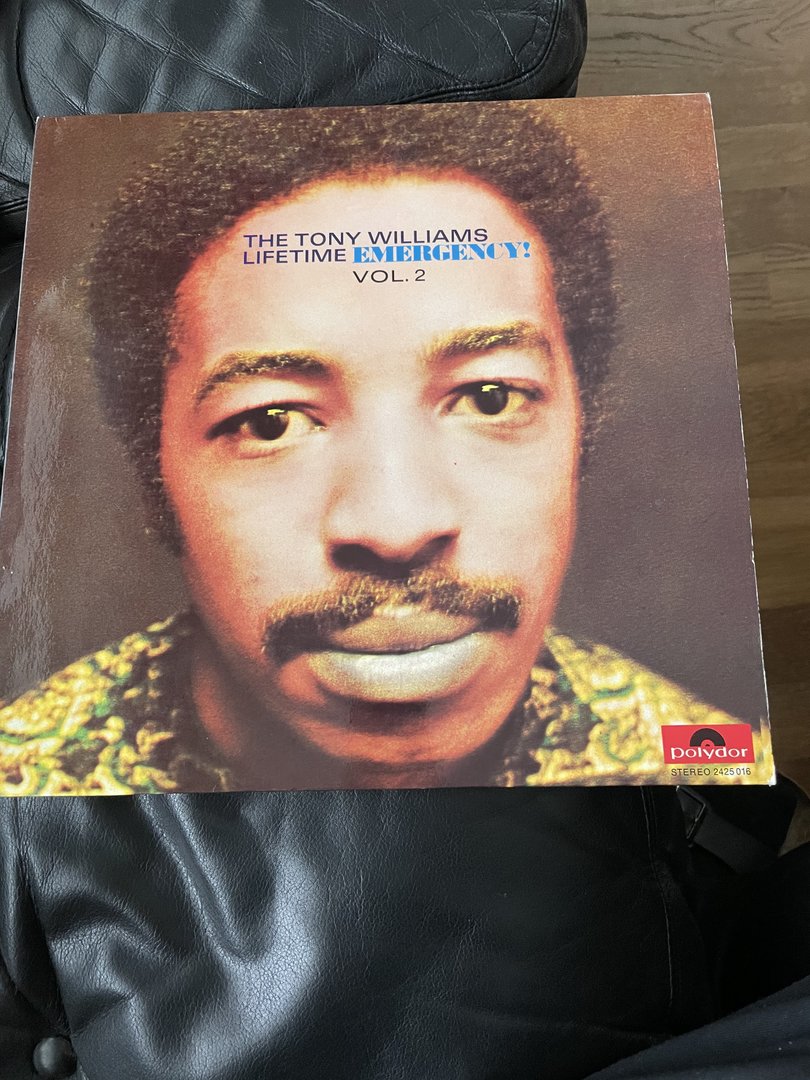 THE TONY WILLIAMS
LIFETIME EMERGENCY!
VOL. 2
polydor
STEREO 2425 016